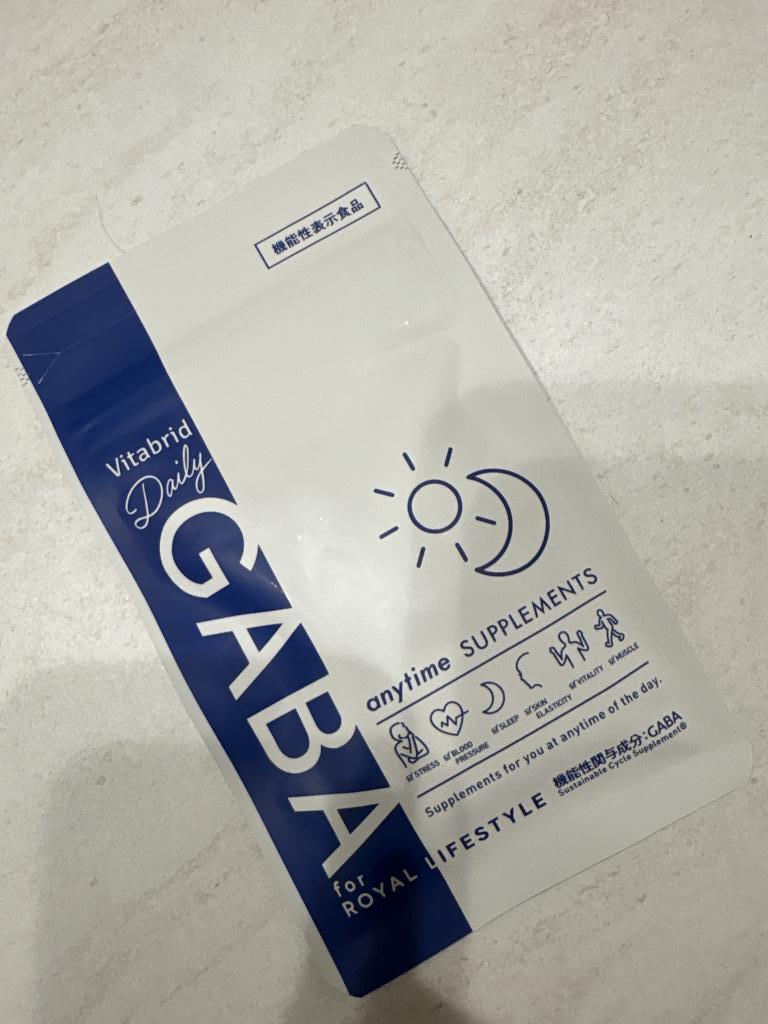 機能性表示食品
Vitabrid
Daily
GABA
for
ROYAL LIFESTYLE
anytime SUPPLEMENTS
☑STRESS ☑BLOOD PRESSURE ☑SLEEP ☑SKIN ELASTICITY ☑VITALITY ☑MUSCLE
Supplements for you at anytime of the day.
機能性関与成分:GABA
Sustainable Cycle Supplement®